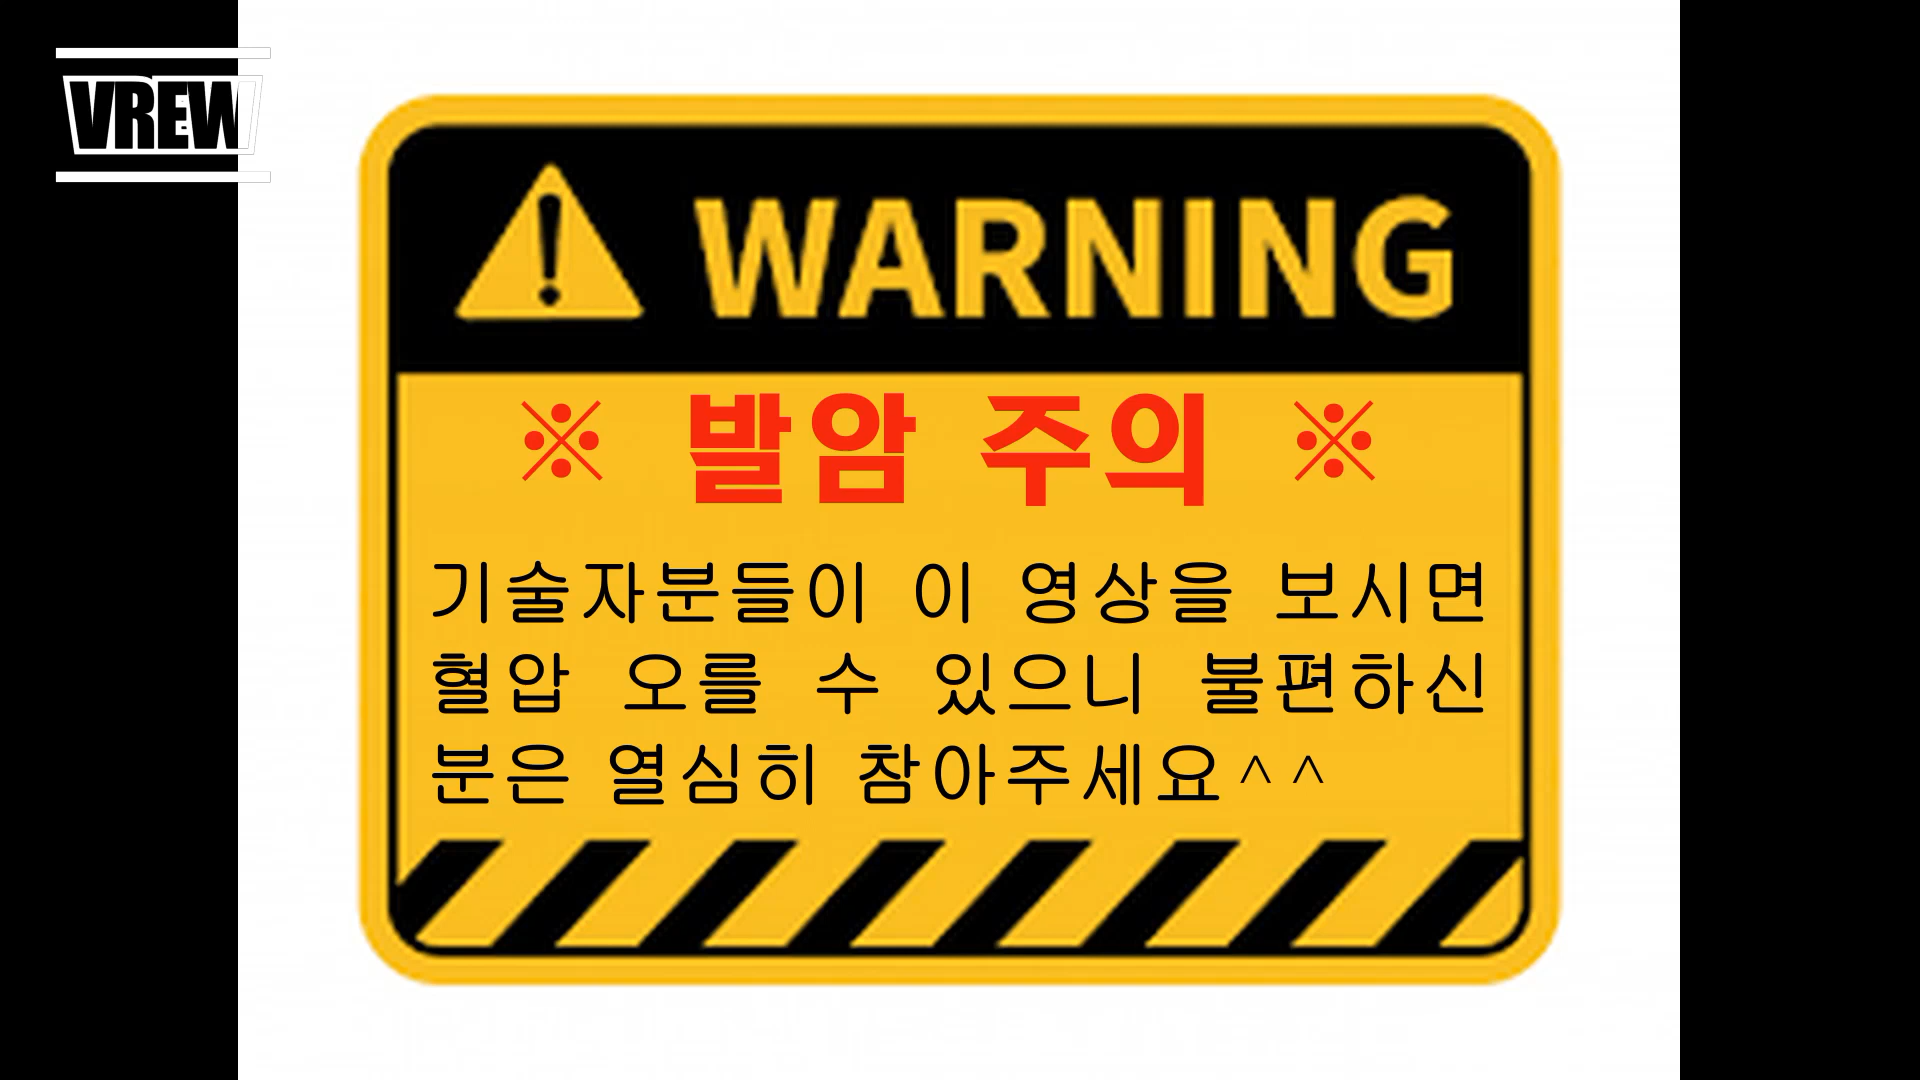 VREW
WARNING
※ 발암 주의 ※
기술자분들이 이 영상을 보시면
혈압 오를 수 있으니 불편하신
분은 열심히 참아주세요^^